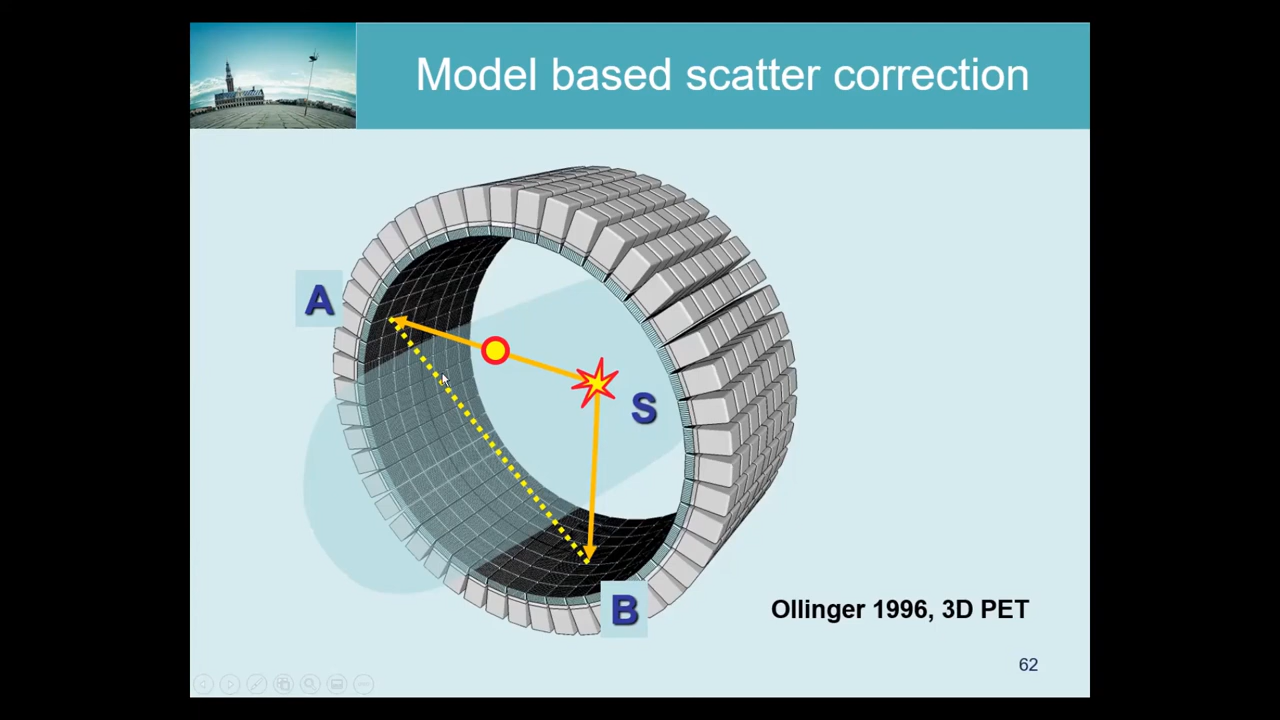 Model based scatter correction
A
S
B
Ollinger 1996, 3D PET
62